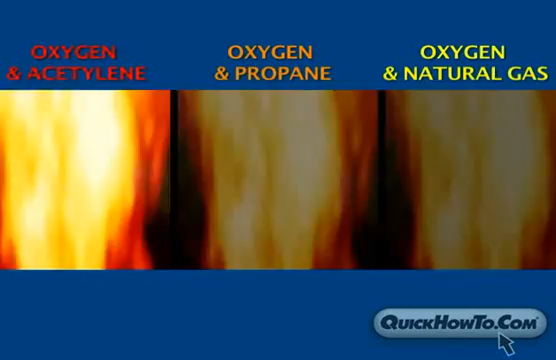 OXYGEN
& ACETYLENE
OXYGEN
& PROPANE
OXYGEN
& NATURAL GAS
QUICKHOWTO.COM